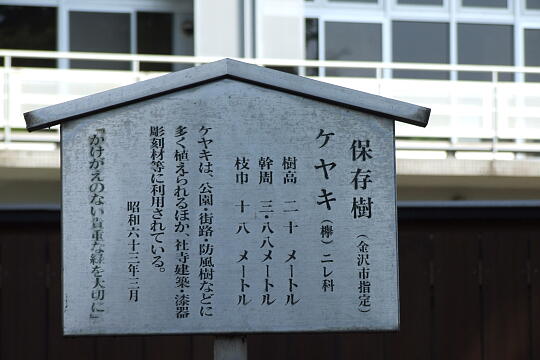 保存樹(金沢市指定)
ケヤキ(欅)ニレ科
樹高 二十 メートル
幹周 三・八八メートル
枝巾 十八 メートル
ケヤキは、公園・街路・防風樹などに
多く植えられるほか、社寺建築・漆器
彫刻材等に利用されている。
昭和六十三年三月
『かけがえのない貴重な緑を大切に』